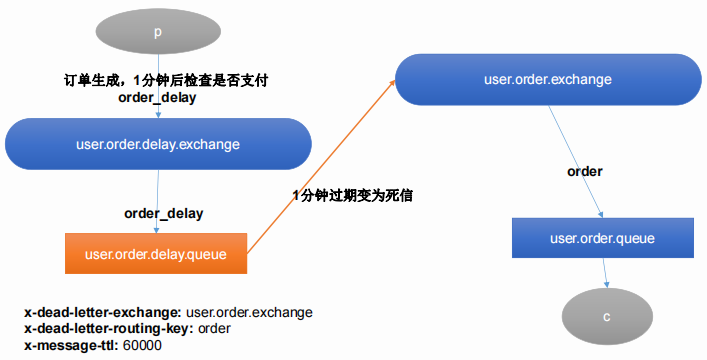 p
订单生成，1分钟后检查是否支付
order_delay
user.order.delay.exchange
order_delay
user.order.delay.queue
1分钟过期变为死信
user.order.exchange
order
user.order.queue
c
x-dead-letter-exchange: user.order.exchange
x-dead-letter-routing-key: order
x-message-ttl: 60000